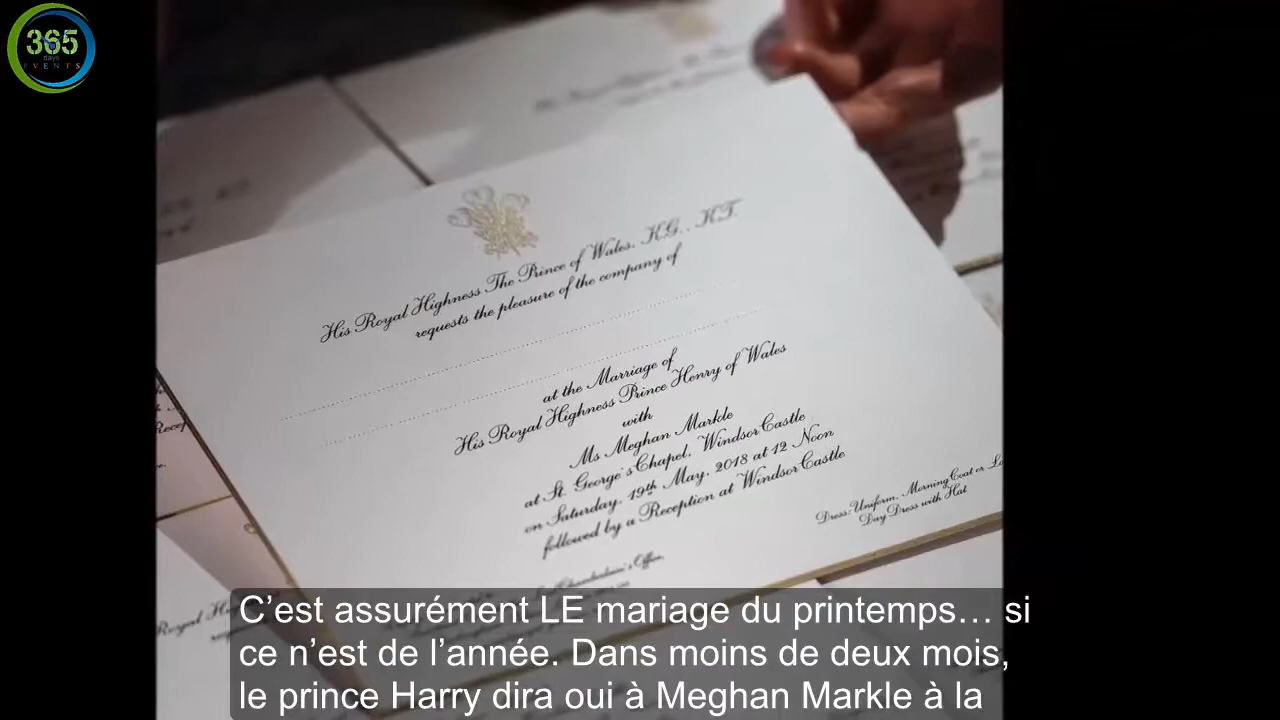 365
days
EVENTS
His Royal Highness The Prince of Wales, K.G., K.T.
requests the pleasure of the company of
at the Marriage of
His Royal Highness Prince Henry of Wales
with
Ms Meghan Markle
at St. George's Chapel, Windsor Castle
on Saturday, 19th May, 2018 at 12 Noon
followed by a Reception at Windsor Castle
Dress: Uniform, Morning Coat or
Day Dress with Hat
Chamberlain's Office,
C’est assurément LE mariage du printemps… si
ce n’est de l’année. Dans moins de deux mois,
le prince Harry dira oui à Meghan Markle à la